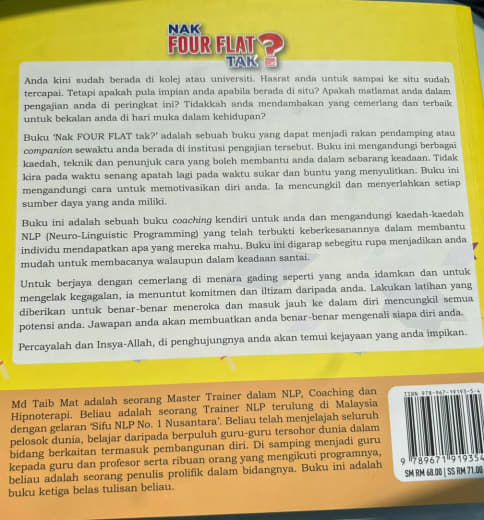 NAK
FOUR FLAT ?
TAK
Anda kini sudah berada di kolej atau universiti. Hasrat anda untuk sampai ke situ sudah
tercapai. Tetapi apakah pula impian anda apabila berada di situ? Apakah matlamat anda dalam
pengajian anda di peringkat ini? Tidakkah anda mendambakan yang cemerlang dan terbaik
untuk bekalan anda di hari muka dalam kehidupan?
Buku 'Nak FOUR FLAT tak?' adalah sebuah buku yang dapat menjadi rakan pendamping atau
companion sewaktu anda berada di institusi pengajian tersebut. Buku ini mengandungi berbagai
kaedah, teknik dan penunjuk cara yang boleh membantu anda dalam sebarang keadaan. Tidak
kira pada waktu senang apatah lagi pada waktu sukar dan buntu yang menyulitkan. Buku ini
mengandungi cara untuk memotivasikan diri anda. Ia mencungkil dan menyerlahkan setiap
sumber daya yang anda miliki.
Buku ini adalah sebuah buku coaching kendiri untuk anda dan mengandungi kaedah-kaedah
NLP (Neuro-Linguistic Programming) yang telah terbukti keberkesanannya dalam membantu
individu mendapatkan apa yang mereka mahu. Buku ini digarap sebegitu rupa menjadikan anda
mudah untuk membacanya walaupun dalam keadaan santai.
Untuk berjaya dengan cemerlang di menara gading seperti yang anda idamkan dan untuk
mengelak kegagalan, ia menuntut komitmen dan iltizam daripada anda. Lakukan latihan yang
diberikan untuk benar-benar meneroka dan masuk jauh ke dalam diri mencungkil semua
potensi anda. Jawapan anda akan membuatkan anda benar-benar mengenali siapa diri anda.
Percayalah dan Insya-Allah, di penghujungnya anda akan temui kejayaan yang anda impikan.
Md Taib Mat adalah seorang Master Trainer dalam NLP, Coaching dan
Hipnoterapi. Beliau adalah seorang Trainer NLP terulung di Malaysia
dengan gelaran 'Sifu NLP No. 1 Nusantara'. Beliau telah menjelajah seluruh
pelosok dunia, belajar daripada berpuluh guru-guru tersohor dunia dalam
bidang berkaitan termasuk pembangunan diri. Di samping menjadi guru
kepada guru dan profesor serta ribuan orang yang mengikuti programnya,
beliau adalah seorang penulis prolifik dalam bidangnya. Buku ini adalah
buku ketiga belas tulisan beliau.
ISBN 978-967-19193-5-4
9 789671 919354
SM RM 68.00 | SS RM 71.00